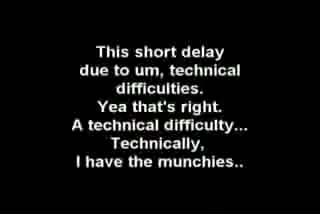 This short delay
due to um, technical
difficulties.
Yea that's right.
A technical difficulty...
Technically,
I have the munchies..